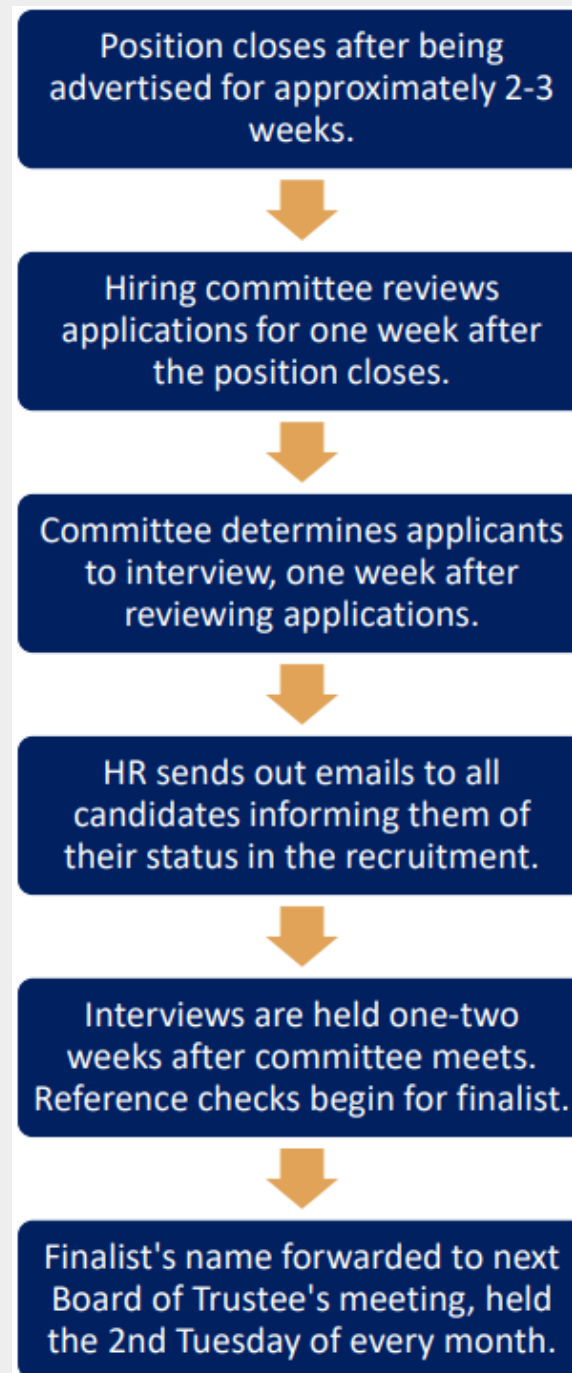 Position closes after being
advertised for approximately 2-3
weeks.
Hiring committee reviews
applications for one week after
the position closes.
Committee determines applicants
to interview, one week after
reviewing applications.
HR sends out emails to all
candidates informing them of
their status in the recruitment.
Interviews are held one-two
weeks after committee meets.
Reference checks begin for finalist.
Finalist's name forwarded to next
Board of Trustee's meeting, held
the 2nd Tuesday of every month.